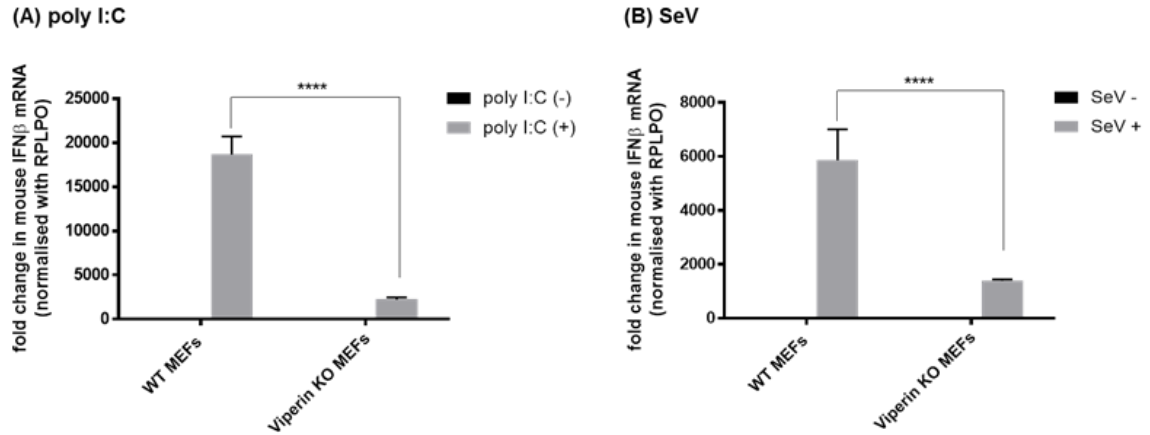 (A) poly I:C
fold change in mouse IFNβ mRNA
(normalised with RPLPO)
25000
20000
15000
10000
5000
0
****
poly I:C (-)
poly I:C (+)
WT MEFs
Viperin KO MEFs
(B) SeV
fold change in mouse IFNβ mRNA
(normalised with RPLPO)
8000
6000
4000
2000
0
****
SeV -
SeV +
WT MEFs
Viperin KO MEFs